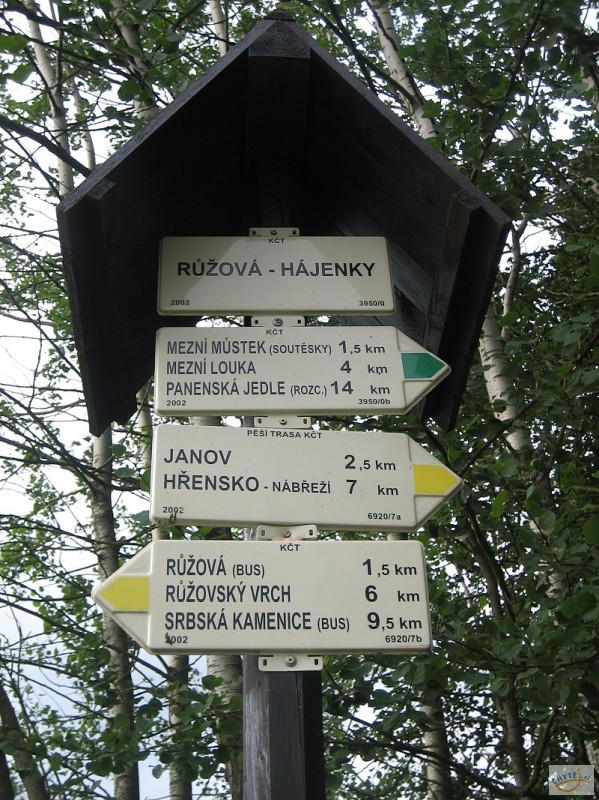 KČT
RŮŽOVÁ - HÁJENKY
2002 3950/0
KČT
MEZNÍ MŮSTEK (SOUTĚSKY) 1,5 km
MEZNÍ LOUKA 4 km
PANENSKÁ JEDLE (ROZC.) 14 km
2002 3950/0b
PĚŠÍ TRASA KČT
JANOV 2,5 km
HŘENSKO - NÁBŘEŽÍ 7 km
2002 6920/7a
KČT
RŮŽOVÁ (BUS) 1,5 km
RŮŽOVSKÝ VRCH 6 km
SRBSKÁ KAMENICE (BUS) 9,5 km
2002 6920/7b